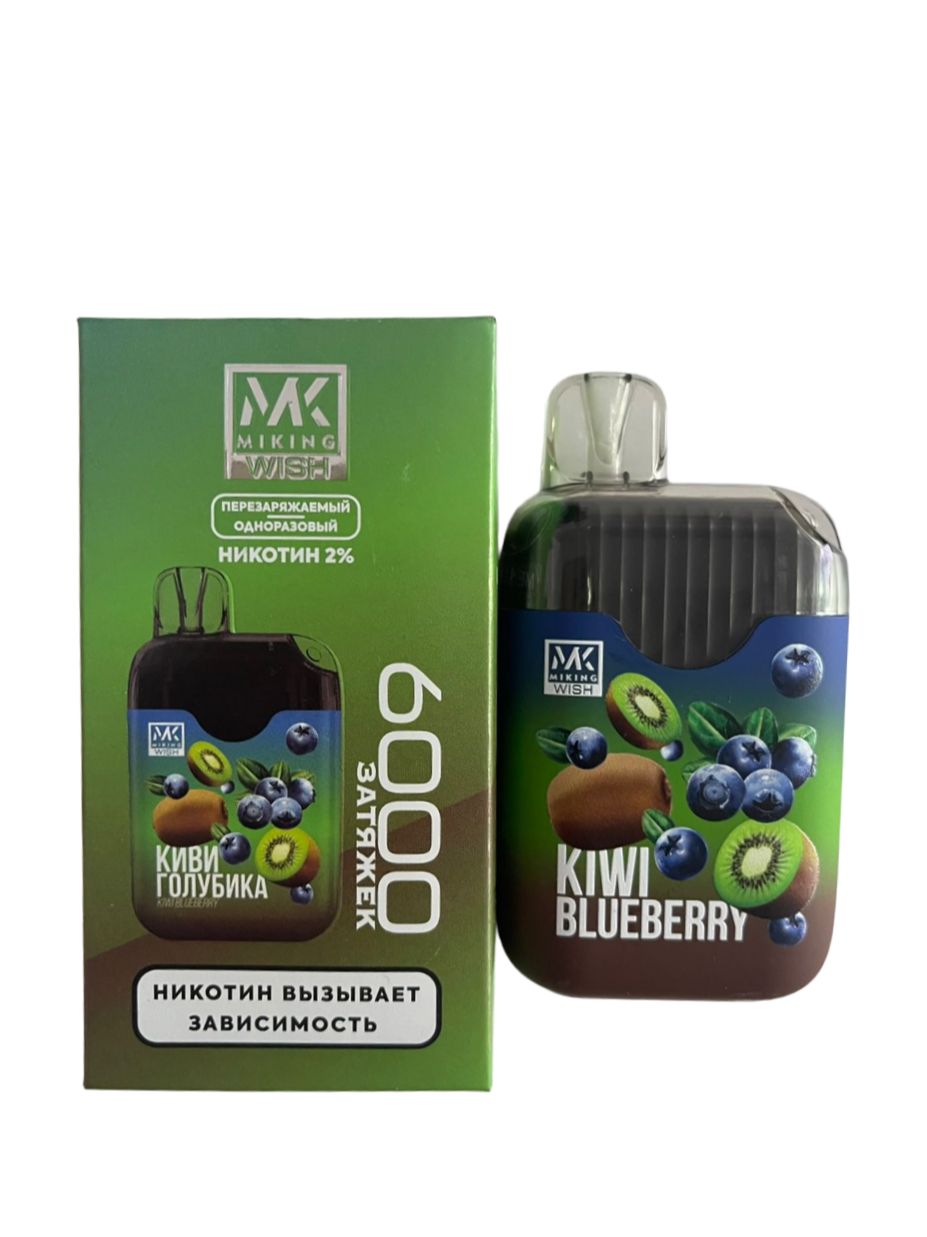 MK
MIKING
WISH
ПЕРЕЗАРЯЖАЕМЫЙ
ОДНОРАЗОВЫЙ
НИКОТИН 2%
MK
MIKING
WISH
КИВИ
ГОЛУБИКА
KIWI BLUEBERRY
6000
ЗАТЯЖЕК
НИКОТИН ВЫЗЫВАЕТ
ЗАВИСИМОСТЬ
MK
MIKING
WISH
KIWI
BLUEBERRY